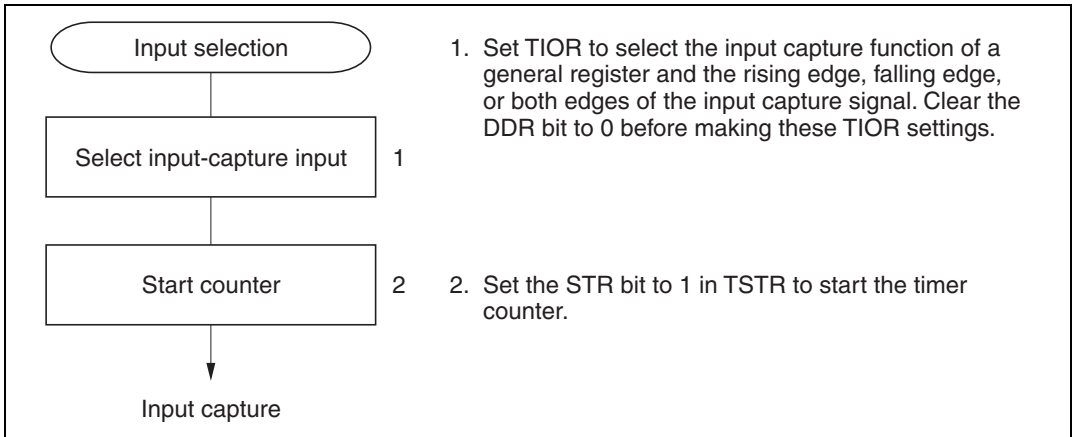 Input selection
1. Set TIOR to select the input capture function of a
general register and the rising edge, falling edge,
or both edges of the input capture signal. Clear the
DDR bit to 0 before making these TIOR settings.
Select input-capture input
1
Start counter
2
2. Set the STR bit to 1 in TSTR to start the timer
counter.
Input capture